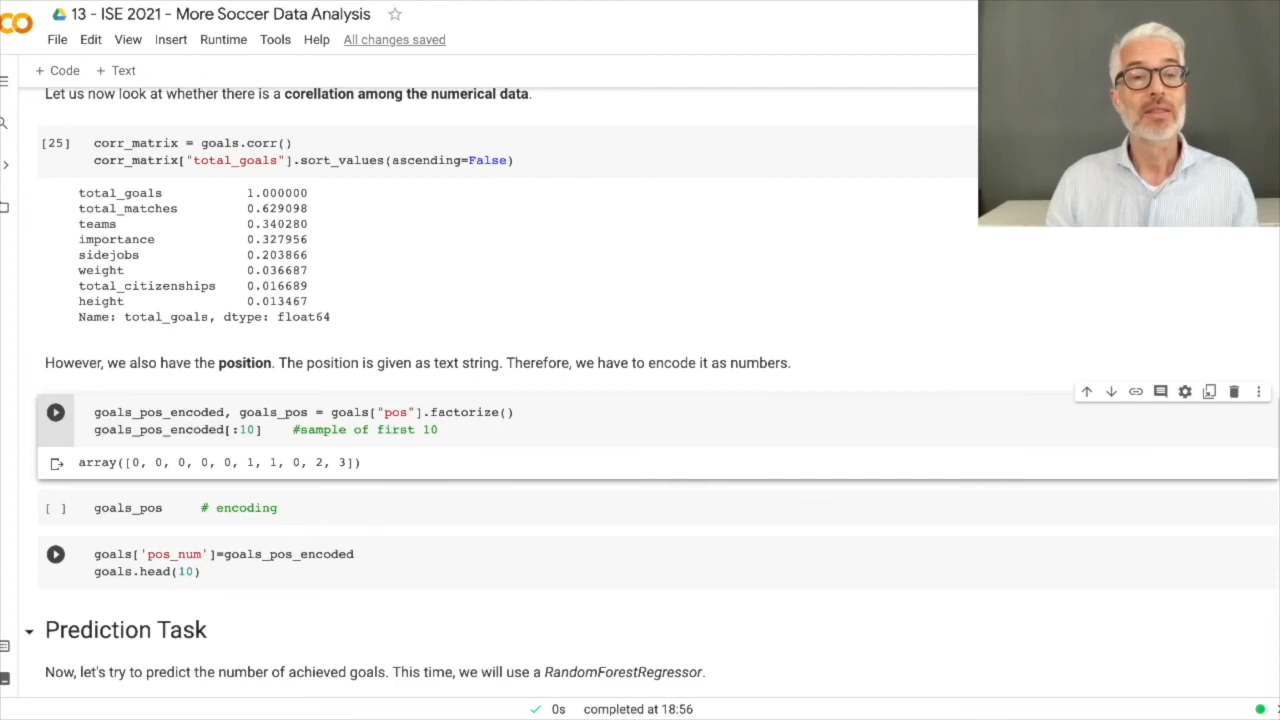 CO
13 - ISE 2021 - More Soccer Data Analysis
File Edit View Insert Runtime Tools Help All changes saved
+ Code + Text
Let us now look at whether there is a corellation among the numerical data.
[25] corr_matrix = goals.corr()
corr_matrix["total_goals"].sort_values(ascending=False)
total_goals 1.000000
total_matches 0.629098
teams 0.340280
importance 0.327956
sidejobs 0.203866
weight 0.036687
total_citizenships 0.016689
height 0.013467
Name: total_goals, dtype: float64
However, we also have the position. The position is given as text string. Therefore, we have to encode it as numbers.
goals_pos_encoded, goals_pos = goals["pos"].factorize()
goals_pos_encoded[:10] #sample of first 10
array([0, 0, 0, 0, 0, 1, 1, 0, 2, 3])
[ ] goals_pos # encoding
goals['pos_num']=goals_pos_encoded
goals.head(10)
Prediction Task
Now, let's try to predict the number of achieved goals. This time, we will use a RandomForestRegressor.
0s completed at 18:56